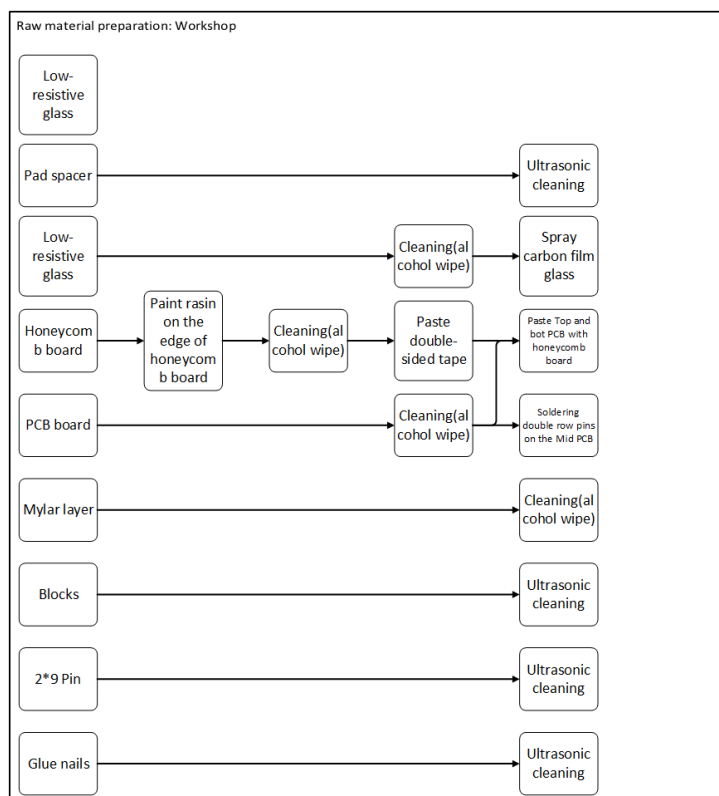 Raw material preparation: Workshop
Low-
resistive
glass
Pad spacer
Ultrasonic
cleaning
Low-
resistive
glass
Cleaning(al
cohol wipe)
Spray
carbon film
glass
Honeycom
b board
Paint rasin
on the
edge of
honeycom
b board
Cleaning(al
cohol wipe)
Paste
double-
sided tape
Paste Top and
bot PCB with
honeycomb
board
PCB board
Cleaning(al
cohol wipe)
Soldering
double row pins
on the Mid PCB
Mylar layer
Cleaning(al
cohol wipe)
Blocks
Ultrasonic
cleaning
2*9 Pin
Ultrasonic
cleaning
Glue nails
Ultrasonic
cleaning